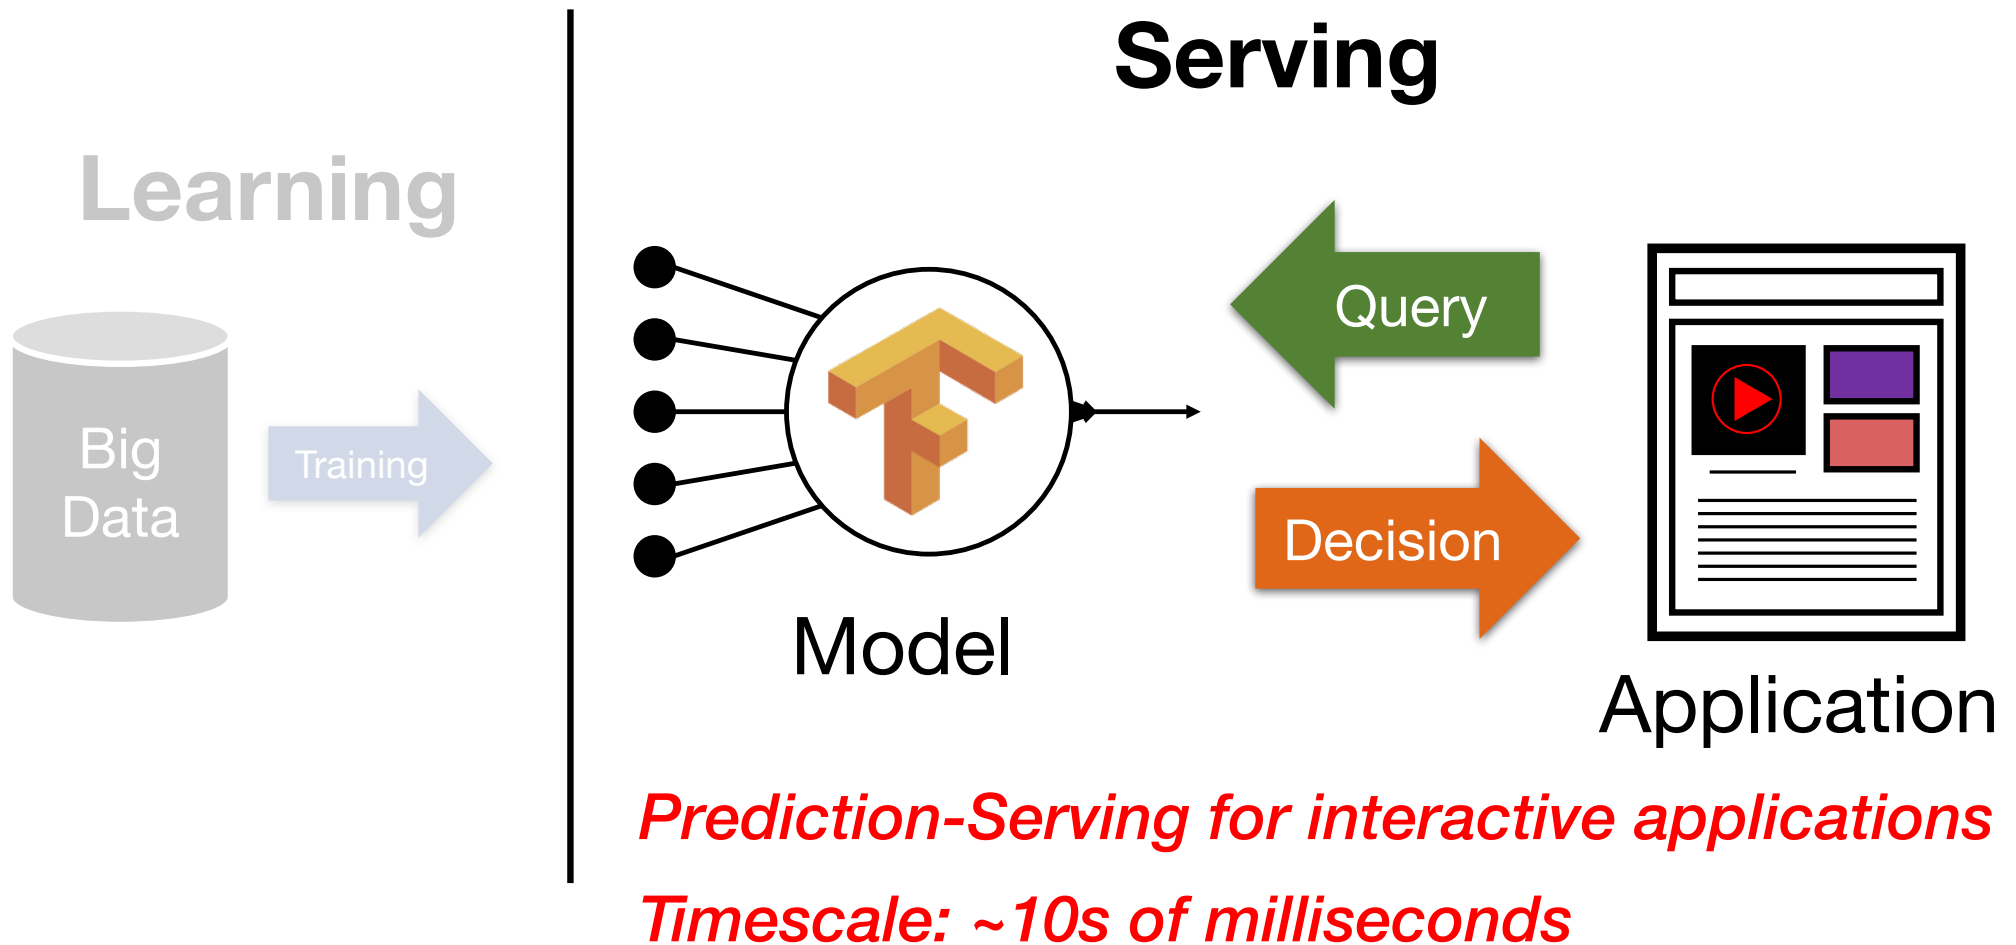 Serving
Learning
Big
Data
Training
Query
Decision
Model
Application
Prediction-Serving for interactive applications
Timescale: ~10s of milliseconds